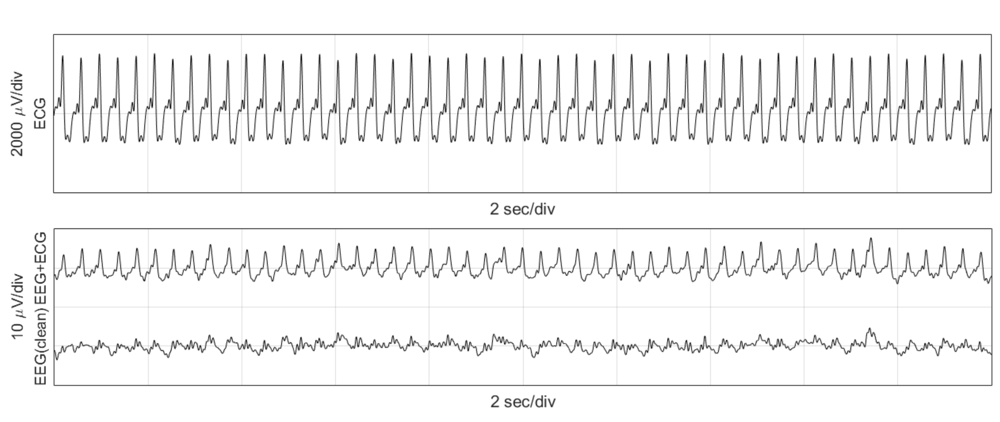 2000 μV/div
ECG
2 sec/div
10 μV/div
EEG(clean) EEG+ECG
2 sec/div